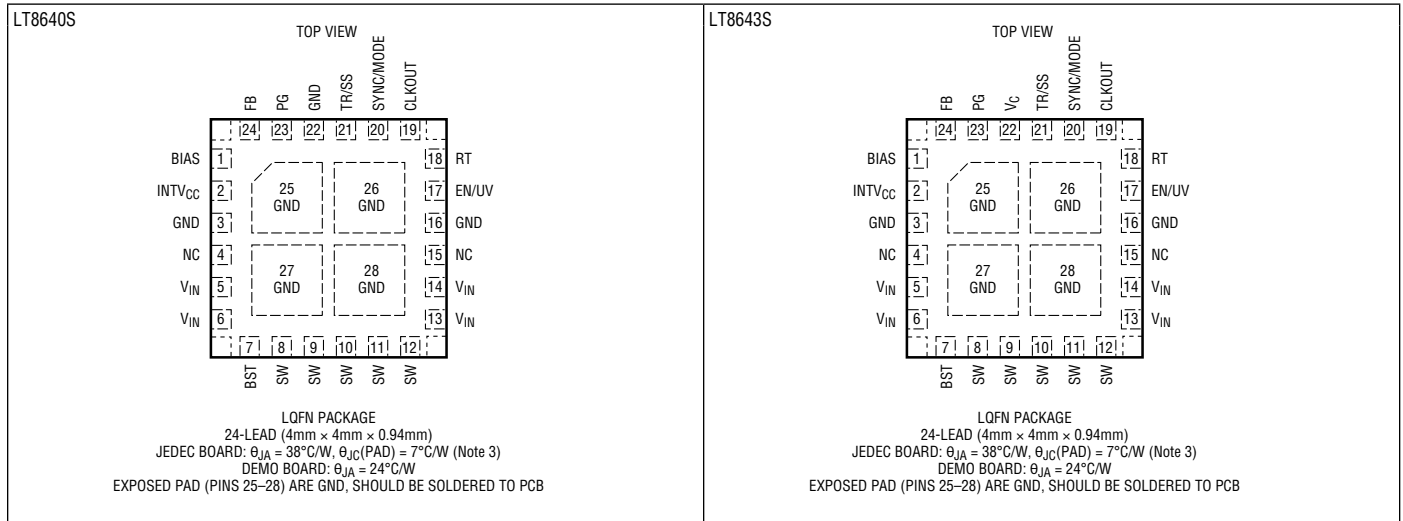 LT8640S
TOP VIEW
FB
PG
GND
TR/SS
SYNC/MODE
CLKOUT
24 23 22 21 20 19
BIAS 1
INTVCC 2
GND 3
NC 4
VIN 5
VIN 6
18 RT
17 EN/UV
16 GND
15 NC
14 VIN
13 VIN
25
GND
26
GND
27
GND
28
GND
7 8 9 10 11 12
BST
SW
SW
SW
SW
SW
LQFN PACKAGE
24-LEAD (4mm × 4mm × 0.94mm)
JEDEC BOARD: θJA = 38°C/W, θJC(PAD) = 7°C/W (Note 3)
DEMO BOARD: θJA = 24°C/W
EXPOSED PAD (PINS 25–28) ARE GND, SHOULD BE SOLDERED TO PCB
LT8643S
TOP VIEW
FB
PG
VC
TR/SS
SYNC/MODE
CLKOUT
24 23 22 21 20 19
BIAS 1
INTVCC 2
GND 3
NC 4
VIN 5
VIN 6
18 RT
17 EN/UV
16 GND
15 NC
14 VIN
13 VIN
25
GND
26
GND
27
GND
28
GND
7 8 9 10 11 12
BST
SW
SW
SW
SW
SW
LQFN PACKAGE
24-LEAD (4mm × 4mm × 0.94mm)
JEDEC BOARD: θJA = 38°C/W, θJC(PAD) = 7°C/W (Note 3)
DEMO BOARD: θJA = 24°C/W
EXPOSED PAD (PINS 25–28) ARE GND, SHOULD BE SOLDERED TO PCB